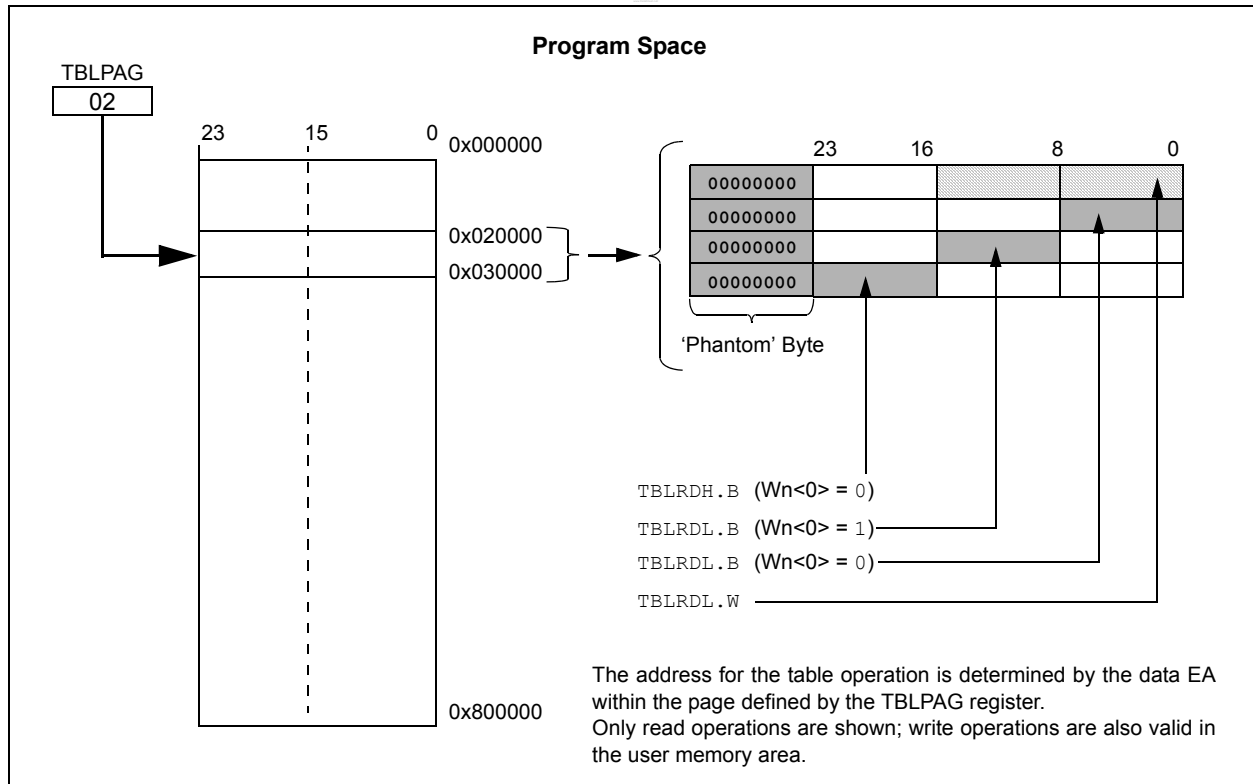 Program Space
TBLPAG
02
23 15 0
0x000000
0x020000
0x030000
0x800000
23 16 8 0
00000000
00000000
00000000
00000000
‘Phantom’ Byte
TBLRDH.B (Wn<0> = 0)
TBLRDL.B (Wn<0> = 1)
TBLRDL.B (Wn<0> = 0)
TBLRDL.W
The address for the table operation is determined by the data EA
within the page defined by the TBLPAG register.
Only read operations are shown; write operations are also valid in
the user memory area.